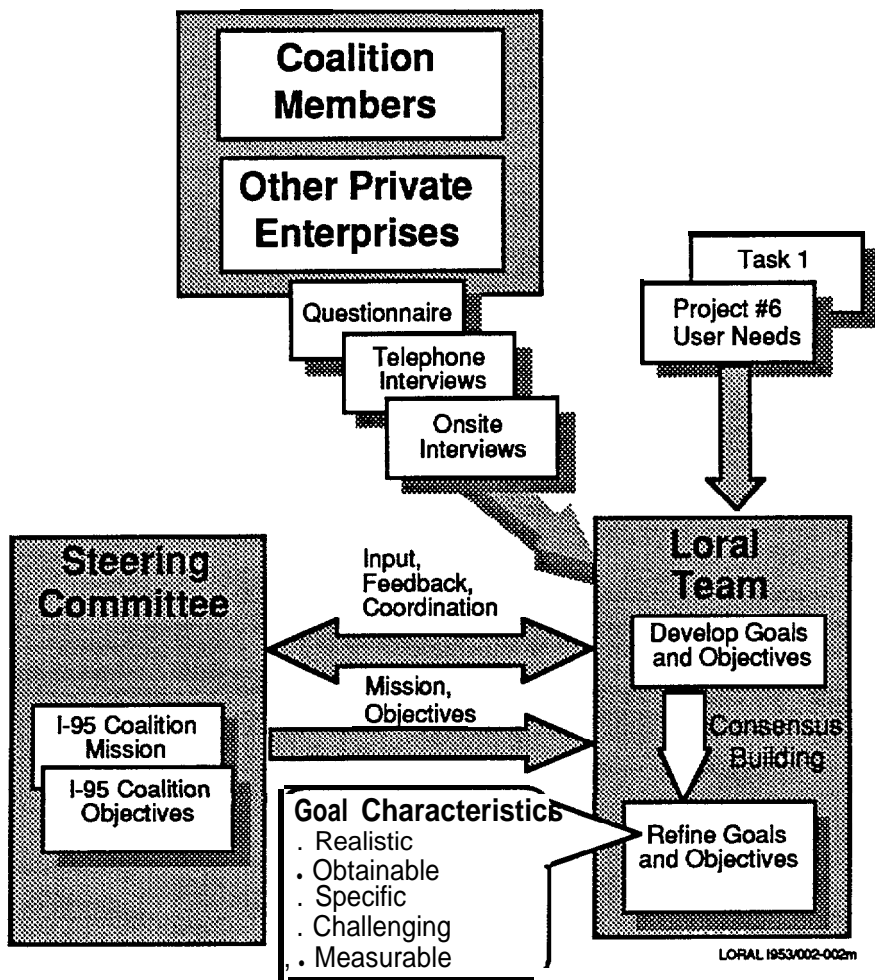 Coalition
Members
Other Private
Enterprises
Questionnaire
Telephone
Interviews
Onsite
Interviews
Task 1
Project #6
User Needs
Steering
Committee
I-95 Coalition
Mission
I-95 Coalition
Objectives
Input,
Feedback,
Coordination
Mission,
Objectives
Loral
Team
Develop Goals
and Objectives
Consensus
Building
Refine Goals
and Objectives
Goal Characteristics
. Realistic
. Obtainable
. Specific
. Challenging
, . Measurable
LORAL I953/002-002m